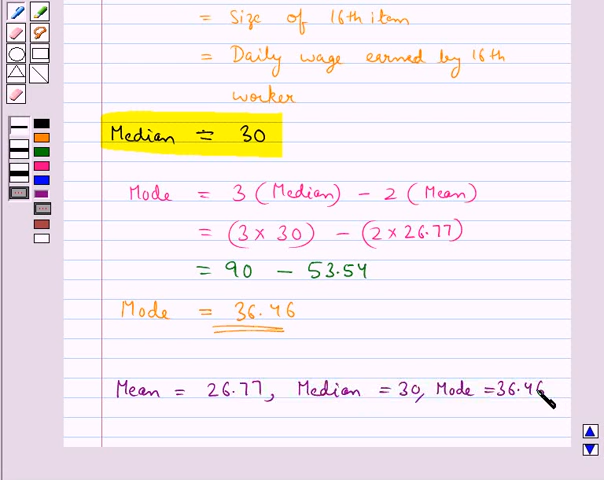 = Size of 16th item
= Daily wage earned by 16th
worker
Median = 30
Mode = 3 (Median) - 2 (Mean)
= (3 × 30) - (2 × 26.77)
= 90 - 53.54
Mode = 36.46
Mean = 26.77, Median = 30, Mode = 36.46